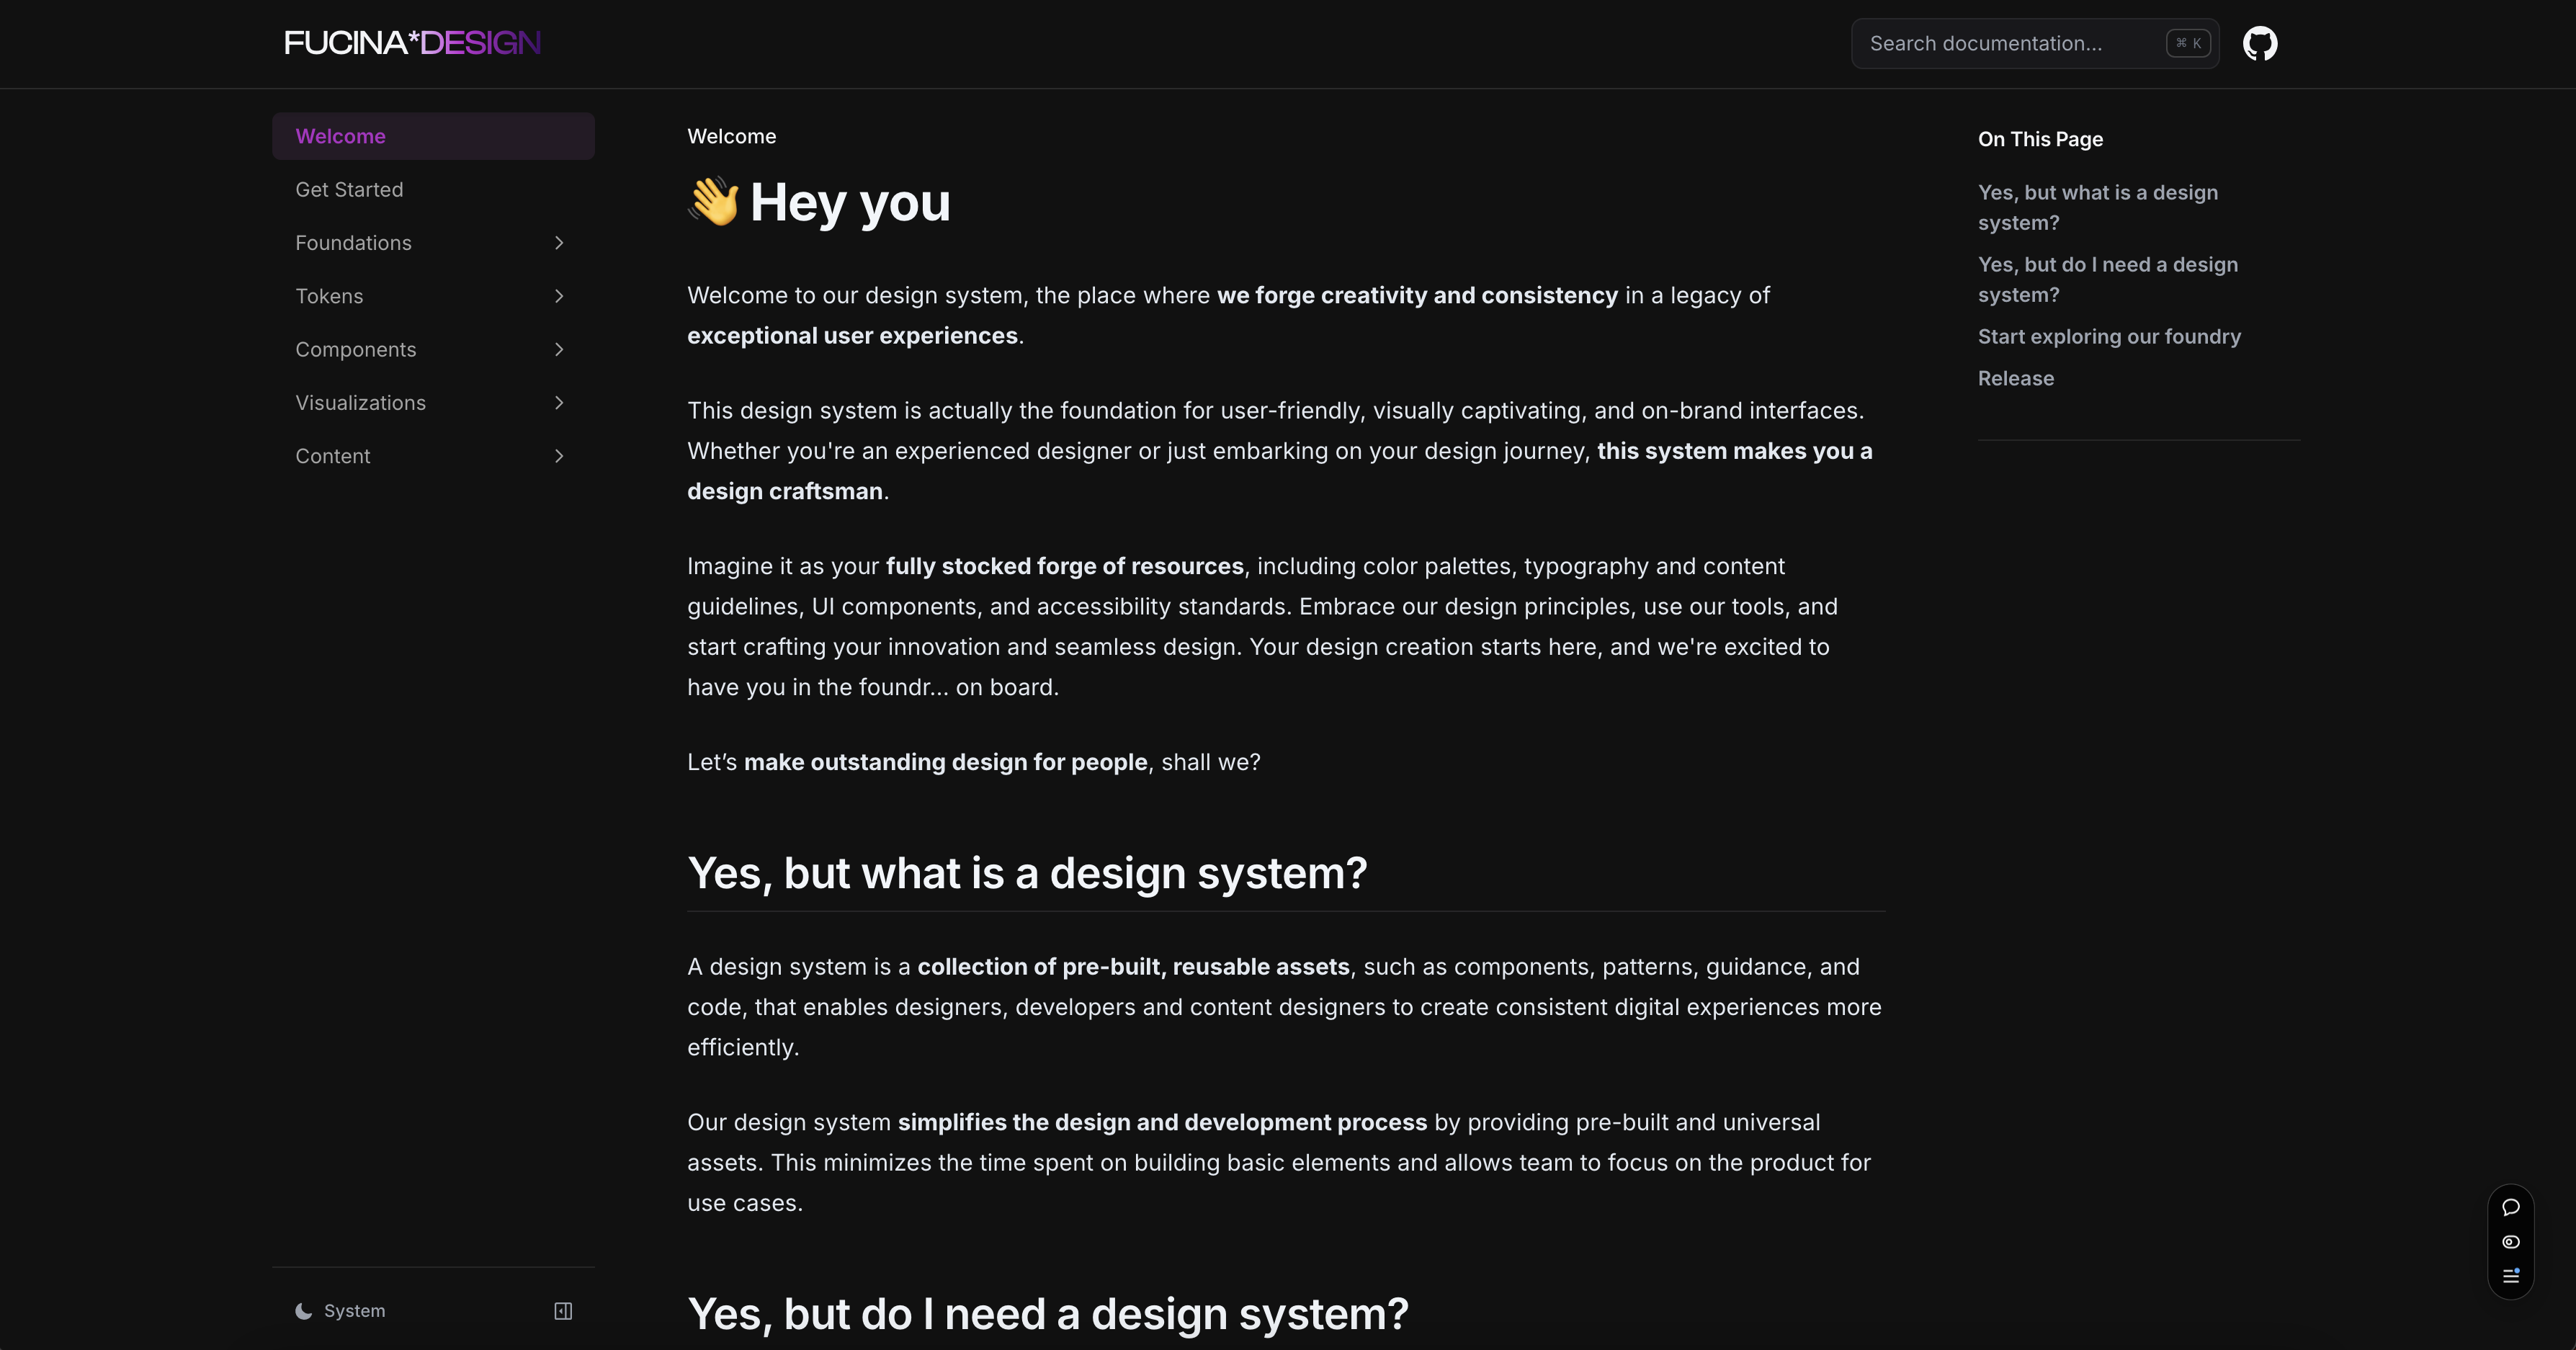 FUCINA*DESIGN
Search documentation...
⌘ K
Welcome
Get Started
Foundations
Tokens
Components
Visualizations
Content
System
Welcome
👋 Hey you
Welcome to our design system, the place where we forge creativity and consistency in a legacy of
exceptional user experiences.
This design system is actually the foundation for user-friendly, visually captivating, and on-brand interfaces.
Whether you're an experienced designer or just embarking on your design journey, this system makes you a
design craftsman.
Imagine it as your fully stocked forge of resources, including color palettes, typography and content
guidelines, UI components, and accessibility standards. Embrace our design principles, use our tools, and
start crafting your innovation and seamless design. Your design creation starts here, and we're excited to
have you in the foundr... on board.
Let’s make outstanding design for people, shall we?
Yes, but what is a design system?
A design system is a collection of pre-built, reusable assets, such as components, patterns, guidance, and
code, that enables designers, developers and content designers to create consistent digital experiences more
efficiently.
Our design system simplifies the design and development process by providing pre-built and universal
assets. This minimizes the time spent on building basic elements and allows team to focus on the product for
use cases.
Yes, but do I need a design system?
On This Page
Yes, but what is a design
system?
Yes, but do I need a design
system?
Start exploring our foundry
Release